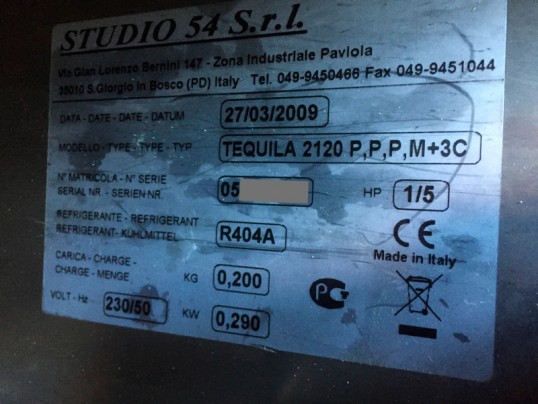 STUDIO 54 S.r.l.
Via Gian Lorenzo Bernini 147 - Zona Industriale Paviola
35010 S.Giorgio in Bosco (PD) Italy Tel. 049-9450466 Fax 049-9451044
DATA - DATE - DATE - DATUM 27/03/2009
MODELLO - TYPE - TYPE - TYP TEQUILA 2120 P,P,P,M+3C
N° MATRICOLA - N° SERIE
SERIAL NR. - SERIEN-NR. 05 HP 1/5
REFRIGERANTE - REFRIGERANT
REFRIGERANT- KUHLMITTEL R404A
CE
Made in Italy
CARICA - CHARGE -
CHARGE - MENGE KG 0,200
VOLT - Hz 230/50 KW 0,290